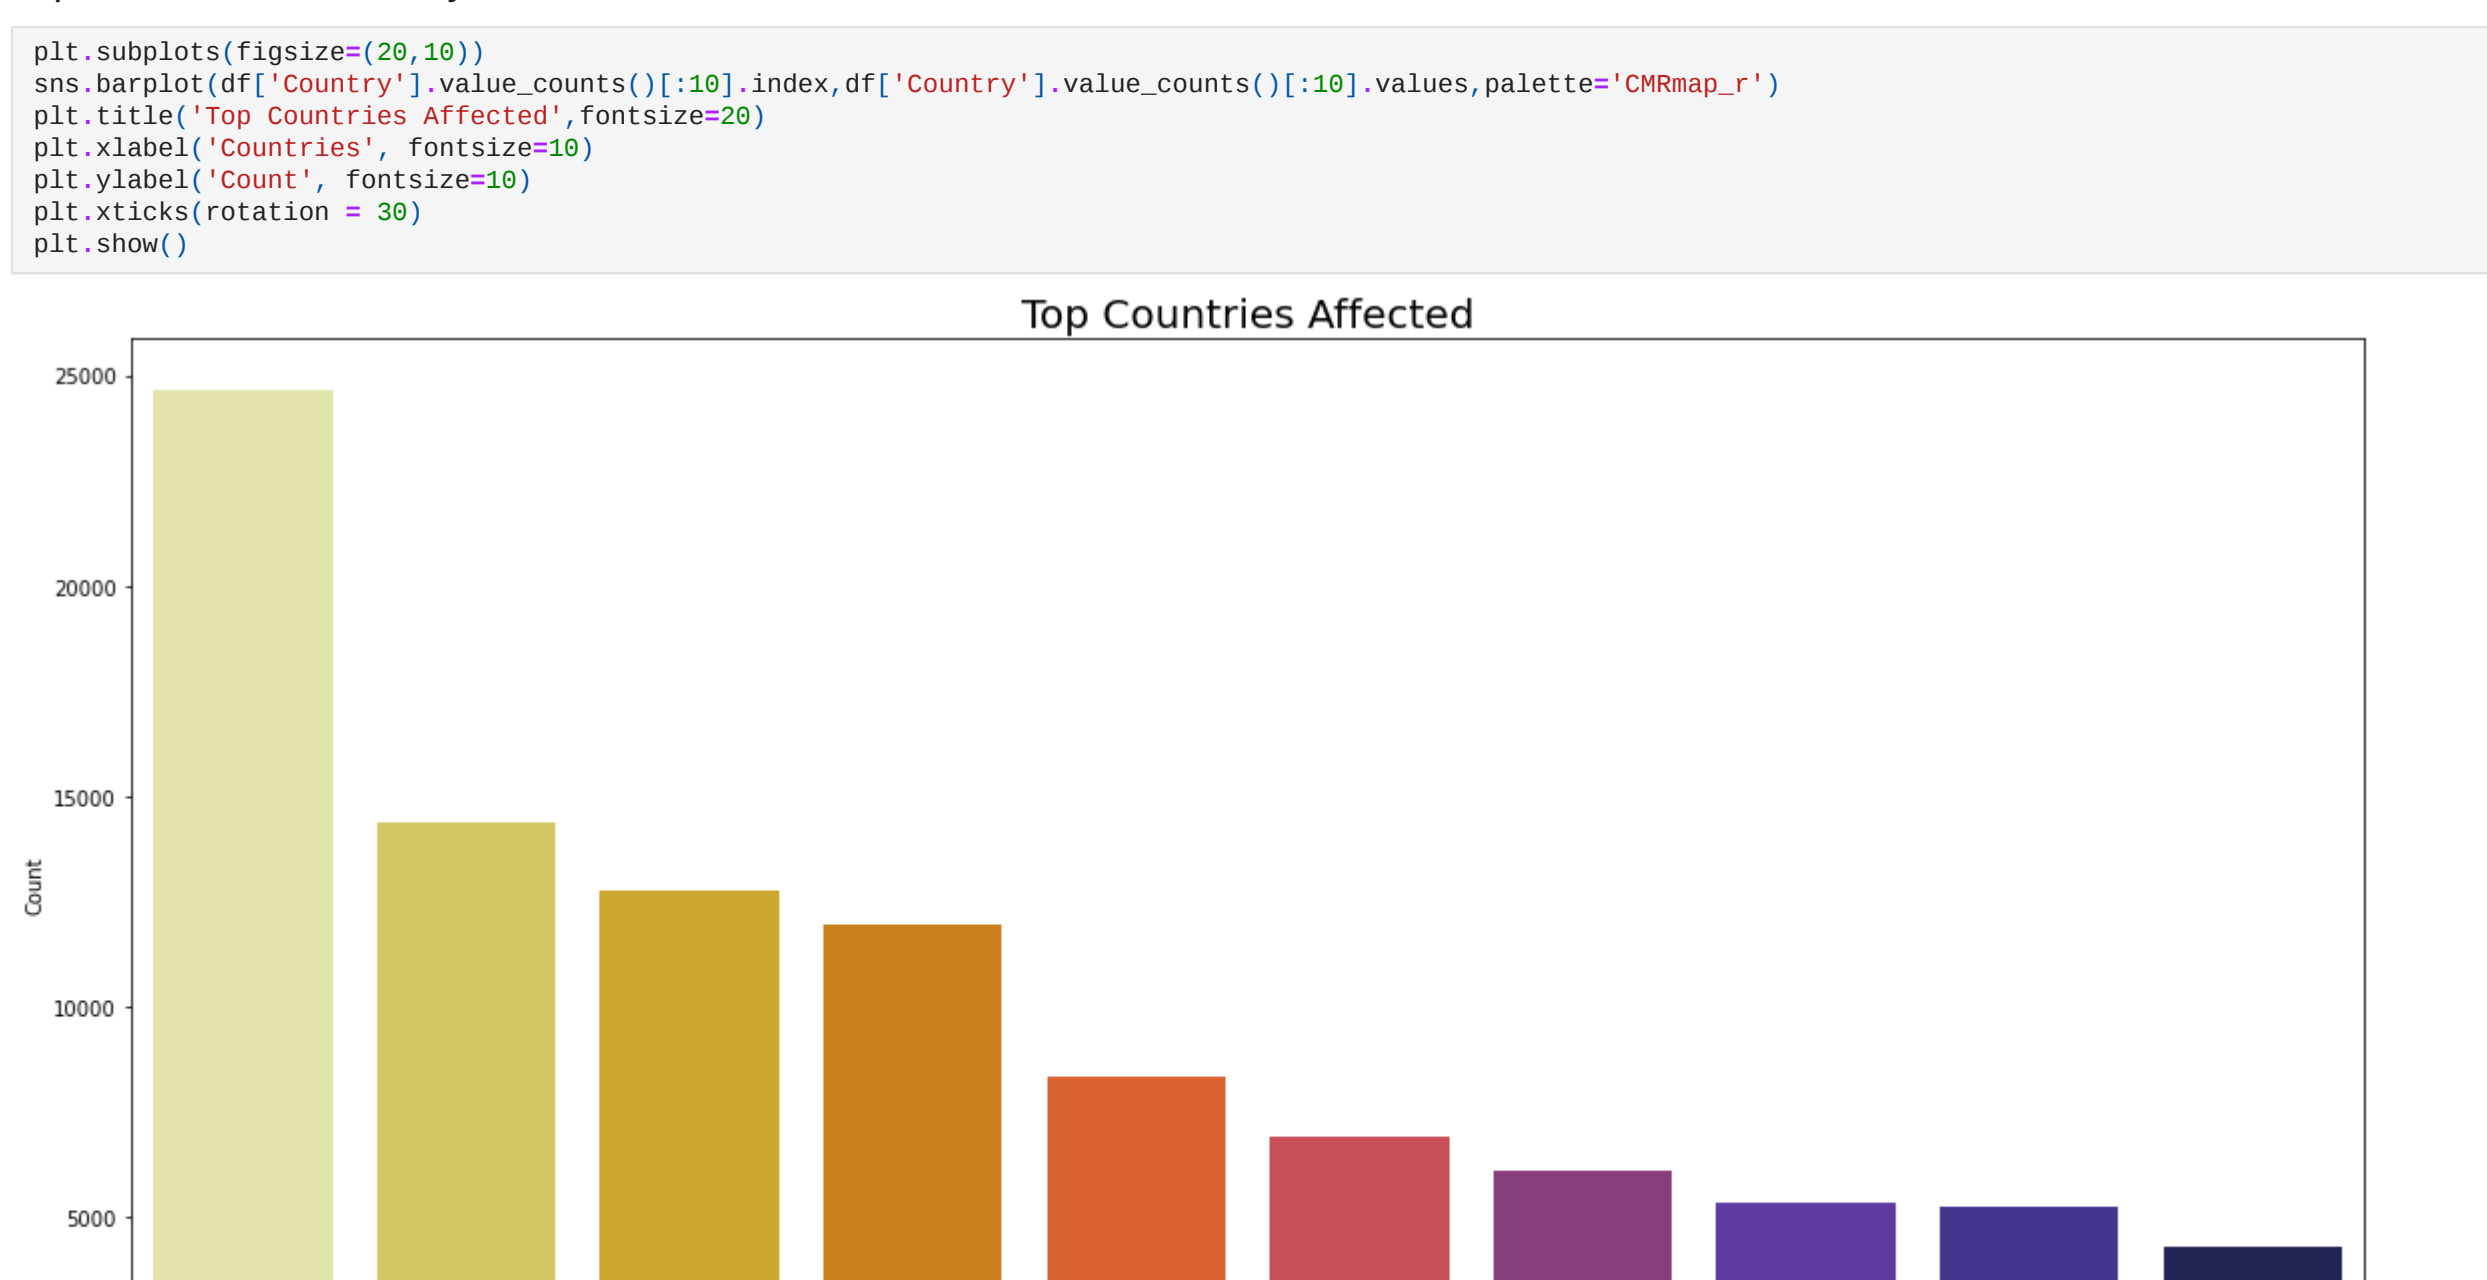 plt.subplots(figsize=(20,10))
sns.barplot(df['Country'].value_counts()[:10].index,df['Country'].value_counts()[:10].values,palette='CMRmap_r')
plt.title('Top Countries Affected',fontsize=20)
plt.xlabel('Countries', fontsize=10)
plt.ylabel('Count', fontsize=10)
plt.xticks(rotation = 30)
plt.show()
Top Countries Affected
25000
20000
15000
Count
10000
5000